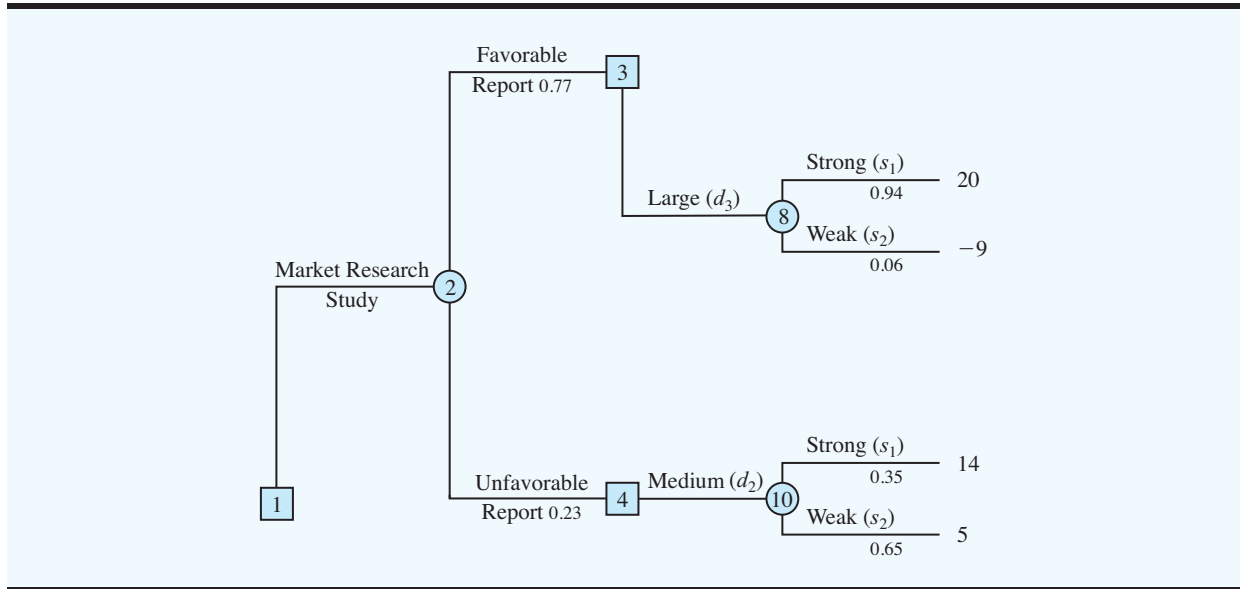 Favorable
Report 0.77
3
Strong (s₁)
20
0.94
Large (d₃)
8
Weak (s₂)
−9
0.06
Market Research
Study
2
Strong (s₁)
14
0.35
Unfavorable
Report 0.23
4
Medium (d₂)
10
Weak (s₂)
5
0.65
1